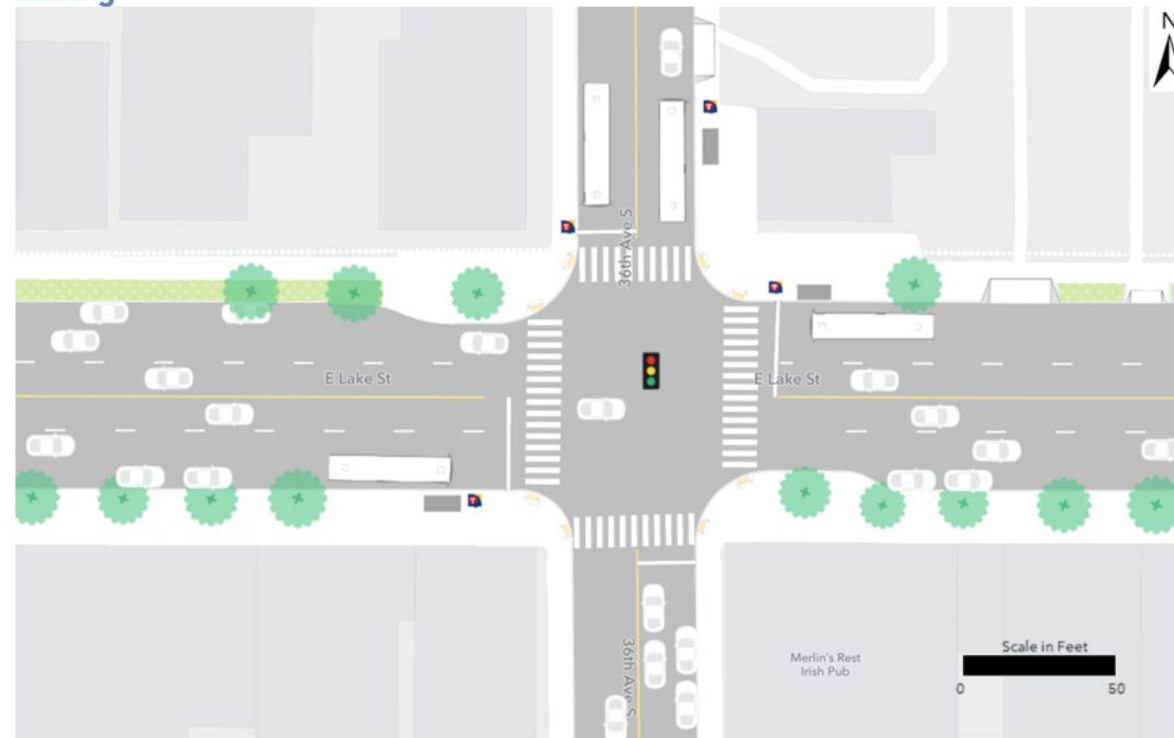 N
36th Ave S
E Lake St
E Lake St
36th Ave S
Merlin's Rest
Irish Pub
Scale in Feet
0
50